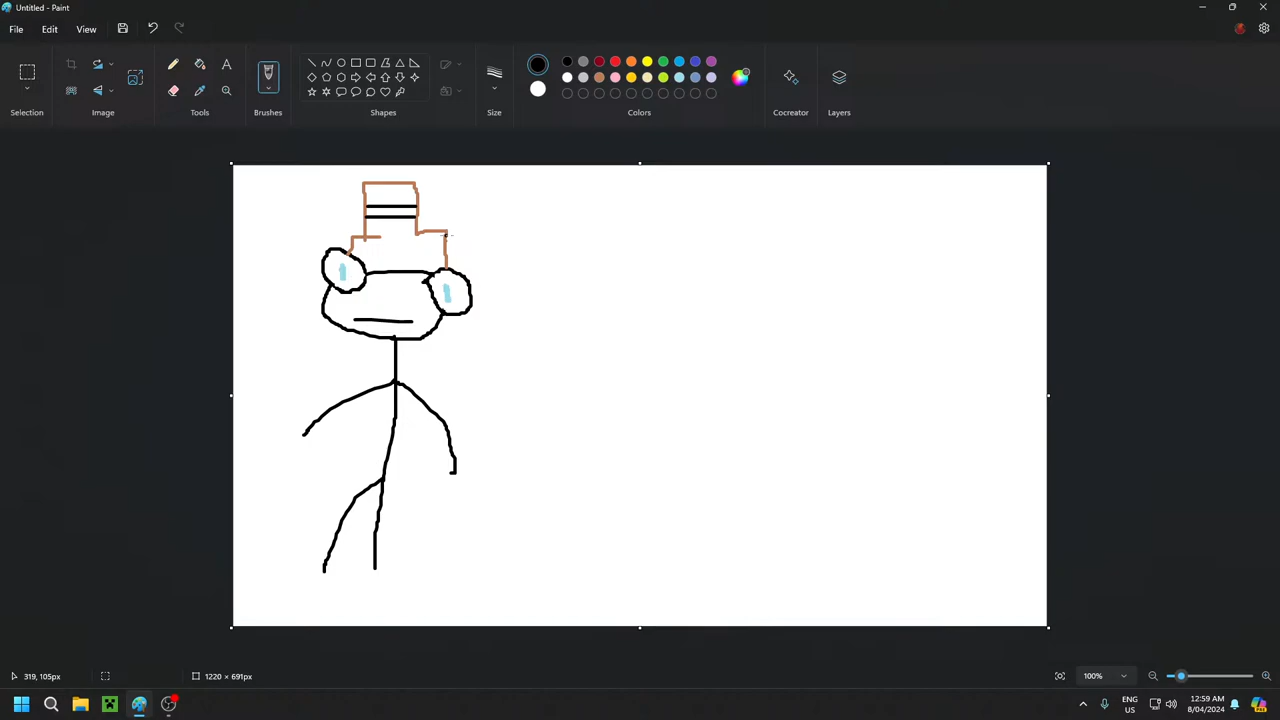 Untitled - Paint
File Edit View
Selection Image Tools Brushes Shapes Size Colors Cocreator Layers
319, 105px 1220 × 691px 100%
ENG 12:59 AM
US 8/04/2024